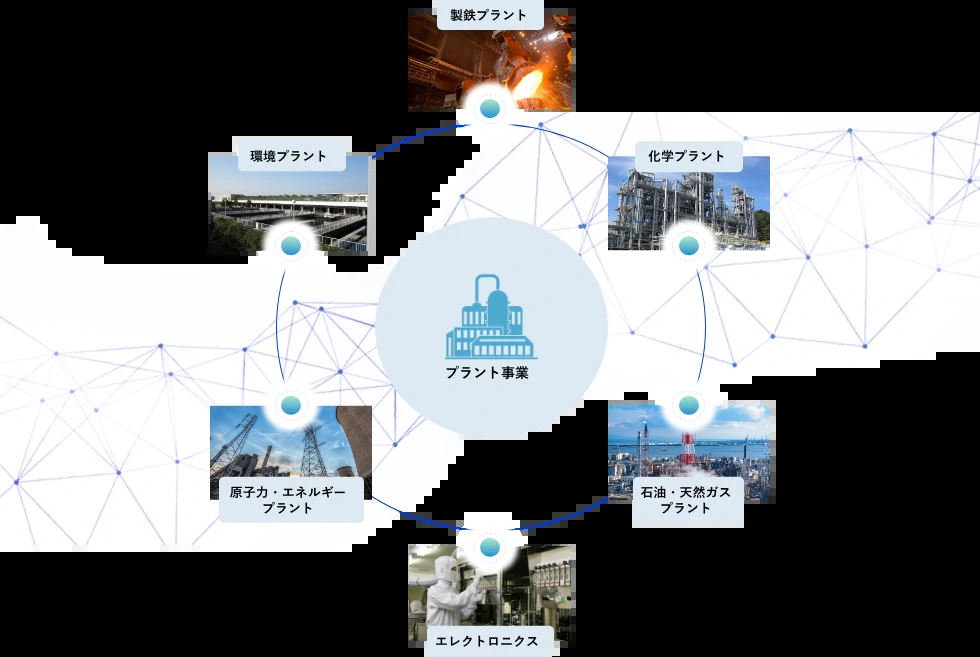 製鉄プラント
環境プラント
化学プラント
プラント事業
原子力・エネルギー
プラント
石油・天然ガス
プラント
エレクトロニクス